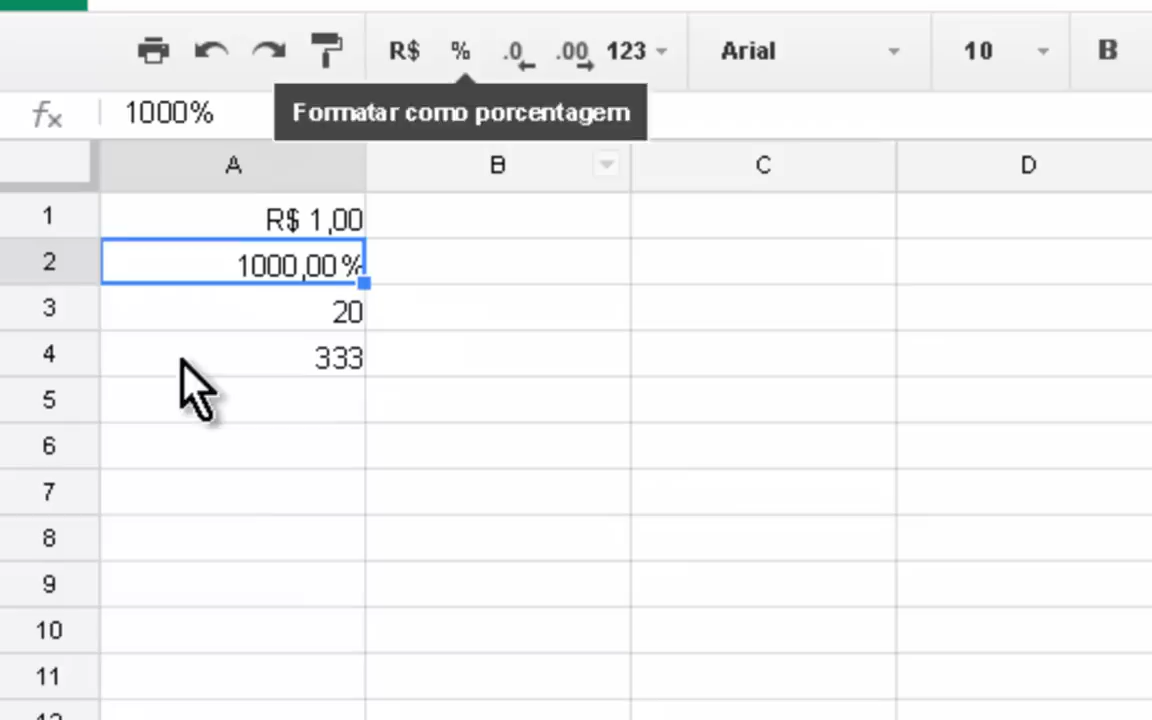 R$ % .0 .00 123 Arial 10 B
fx 1000% Formatar como porcentagem
A B C D
1 R$ 1,00
2 1000,00%
3 20
4 333
5
6
7
8
9
10
11